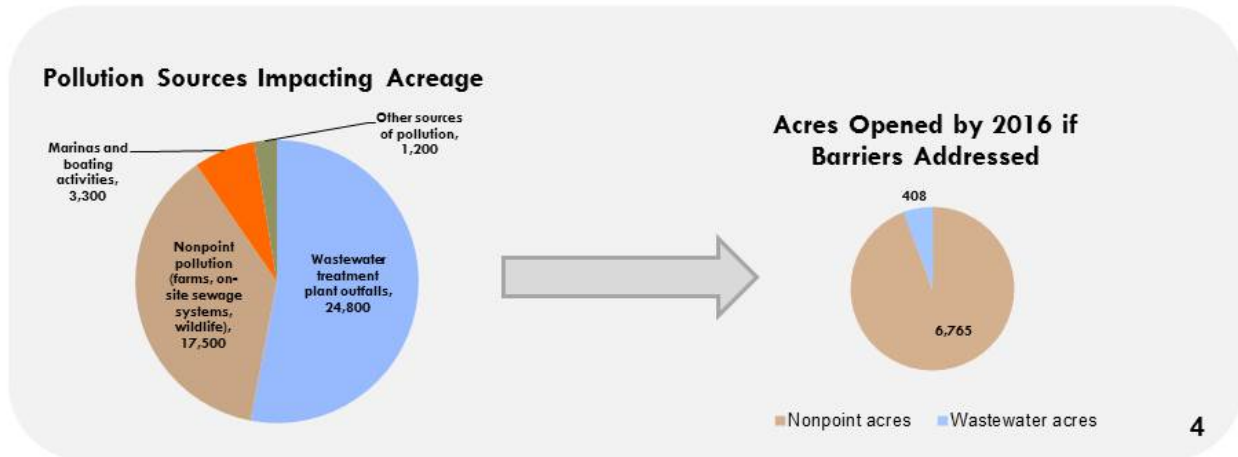 Pollution Sources Impacting Acreage
Other sources
of pollution,
1,200
Marinas and
boating
activities,
3,300
Nonpoint
pollution
(farms, on-
site sewage
systems,
wildlife),
17,500
Wastewater
treatment
plant outfalls,
24,800
Acres Opened by 2016 if
Barriers Addressed
408
6,765
Nonpoint acres
Wastewater acres
4